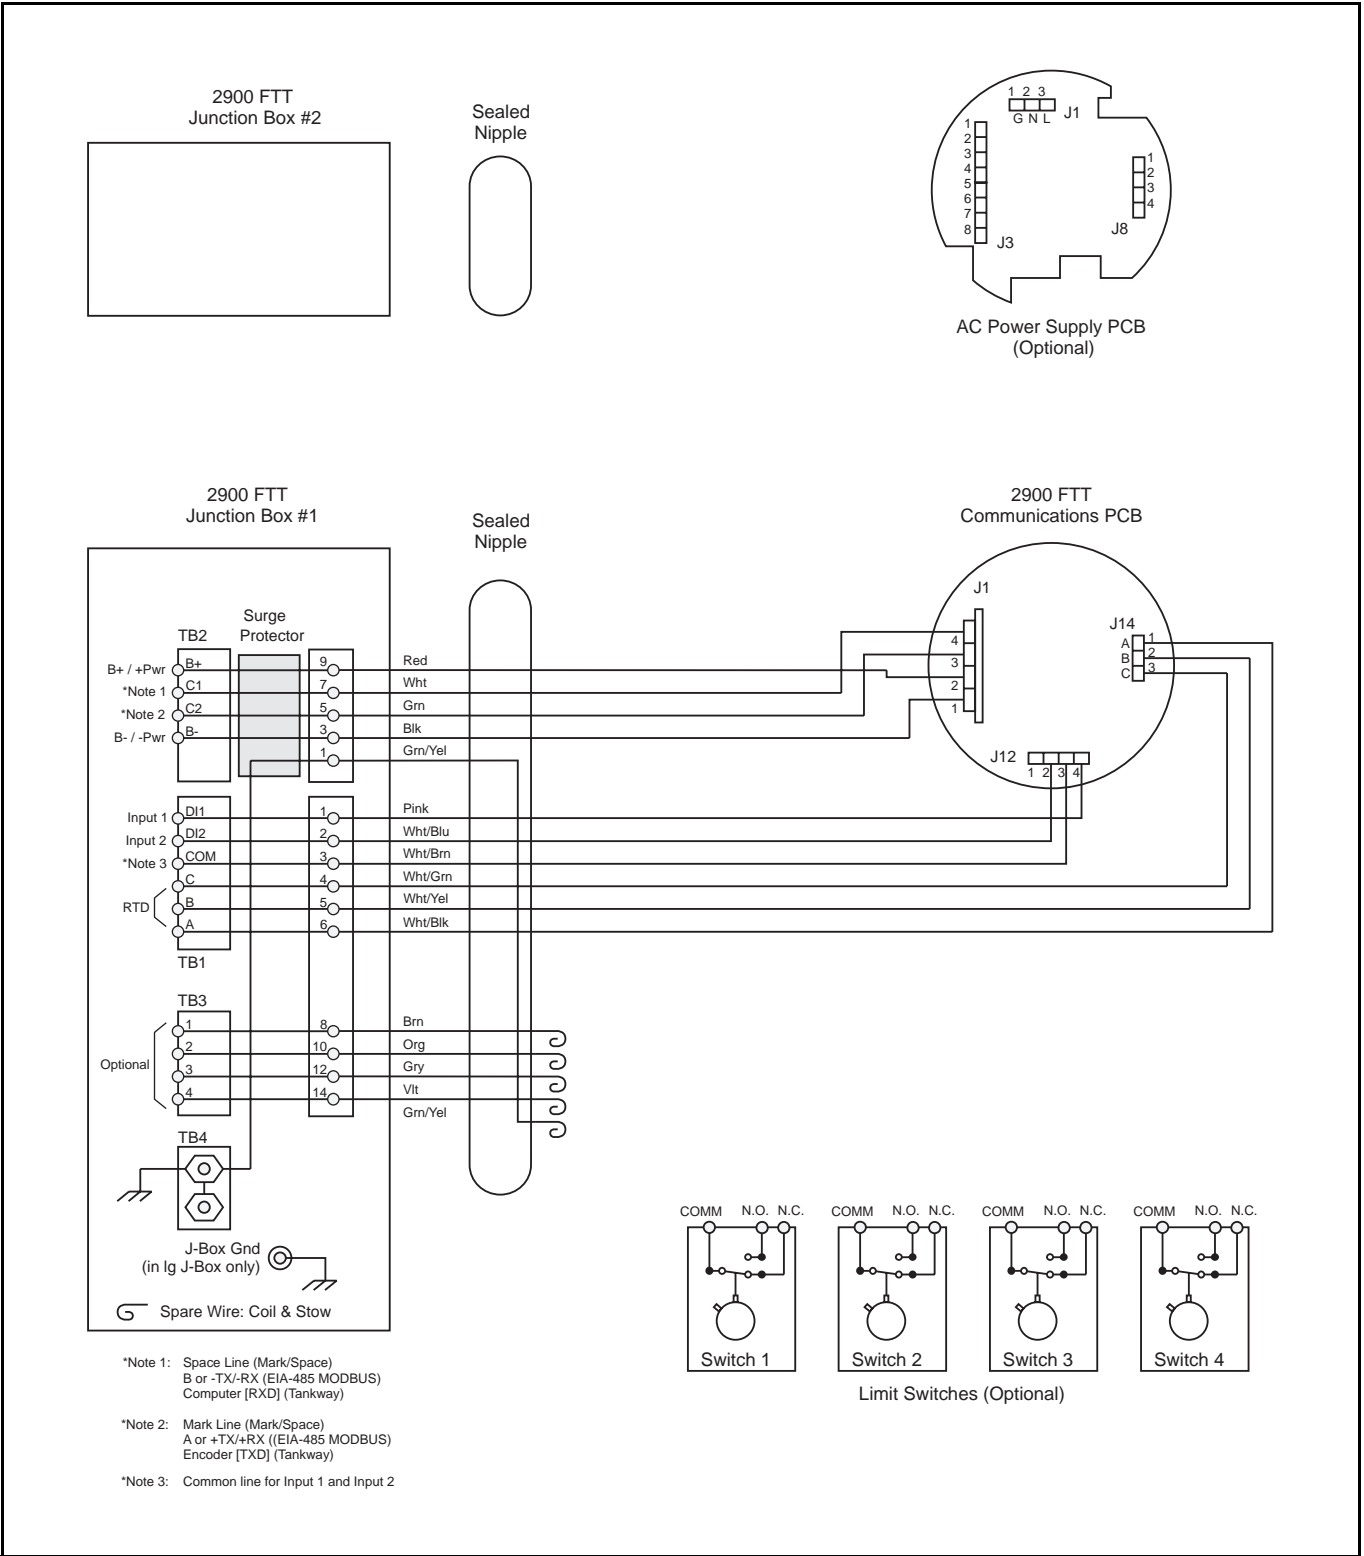 2900 FTT
Junction Box #2
Sealed
Nipple
1 2 3
G N L
J1
1
2
3
4
5
6
7
8
J3
1
2
3
4
J8
AC Power Supply PCB
(Optional)
2900 FTT
Junction Box #1
Sealed
Nipple
2900 FTT
Communications PCB
Surge
Protector
TB2
B+ / +Pwr B+ 9 Red
*Note 1 C1 7 Wht
*Note 2 C2 5 Grn
B- / -Pwr B- 3 Blk
1 Grn/Yel
J1
4
3
2
1
J14
A 1
B 2
C 3
J12
1 2 3 4
Input 1 DI1 1 Pink
Input 2 DI2 2 Wht/Blu
*Note 3 COM 3 Wht/Brn
C 4 Wht/Grn
RTD B 5 Wht/Yel
A 6 Wht/Blk
TB1
TB3
1 8 Brn
2 10 Org
Optional 3 12 Gry
4 14 Vlt
Grn/Yel
TB4
J-Box Gnd
(in lg J-Box only)
Spare Wire: Coil & Stow
COMM N.O. N.C.
Switch 1
COMM N.O. N.C.
Switch 2
COMM N.O. N.C.
Switch 3
COMM N.O. N.C.
Switch 4
Limit Switches (Optional)
*Note 1: Space Line (Mark/Space)
B or -TX/-RX (EIA-485 MODBUS)
Computer [RXD] (Tankway)
*Note 2: Mark Line (Mark/Space)
A or +TX/+RX ((EIA-485 MODBUS)
Encoder [TXD] (Tankway)
*Note 3: Common line for Input 1 and Input 2